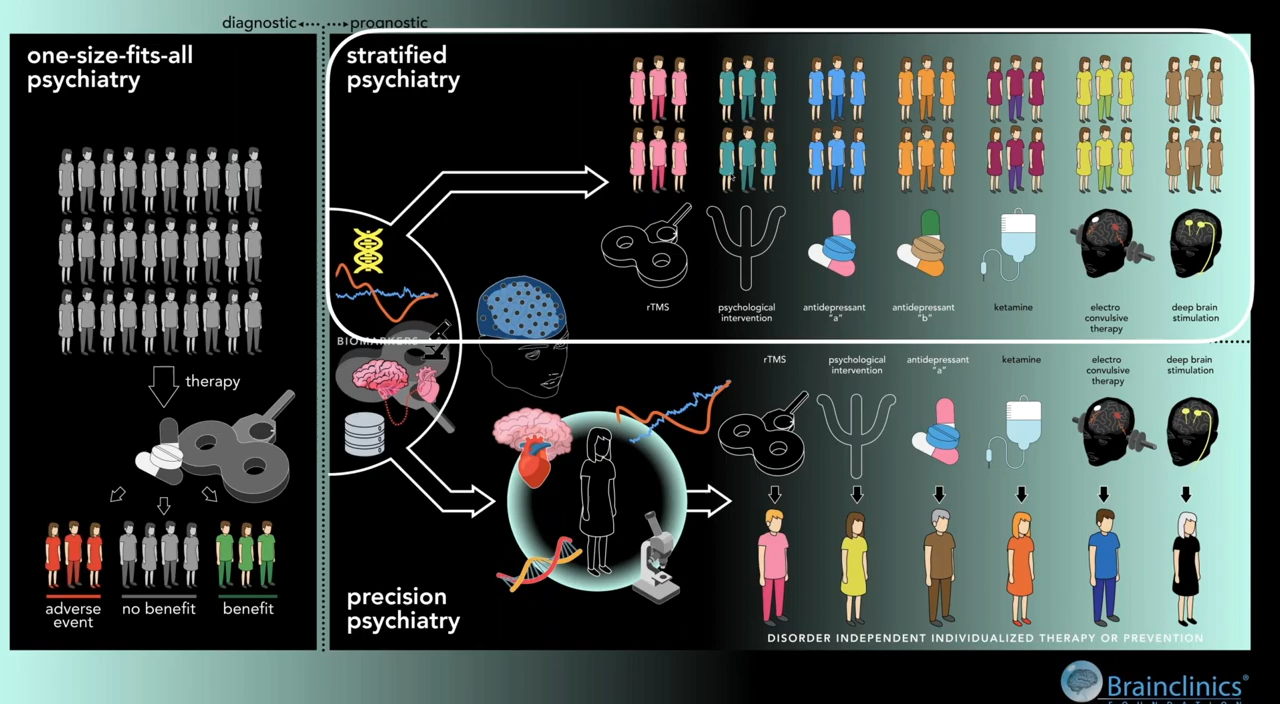 diagnostic prognostic
one-size-fits-all
psychiatry
therapy
adverse
event
no benefit
benefit
stratified
psychiatry
BIOMARKERS
rTMS
psychological
intervention
antidepressant
"a"
antidepressant
"b"
ketamine
electro
convulsive
therapy
deep brain
stimulation
rTMS
psychological
intervention
antidepressant
"a"
ketamine
electro
convulsive
therapy
deep brain
stimulation
precision
psychiatry
DISORDER INDEPENDENT INDIVIDUALIZED THERAPY OR PREVENTION
Brainclinics®